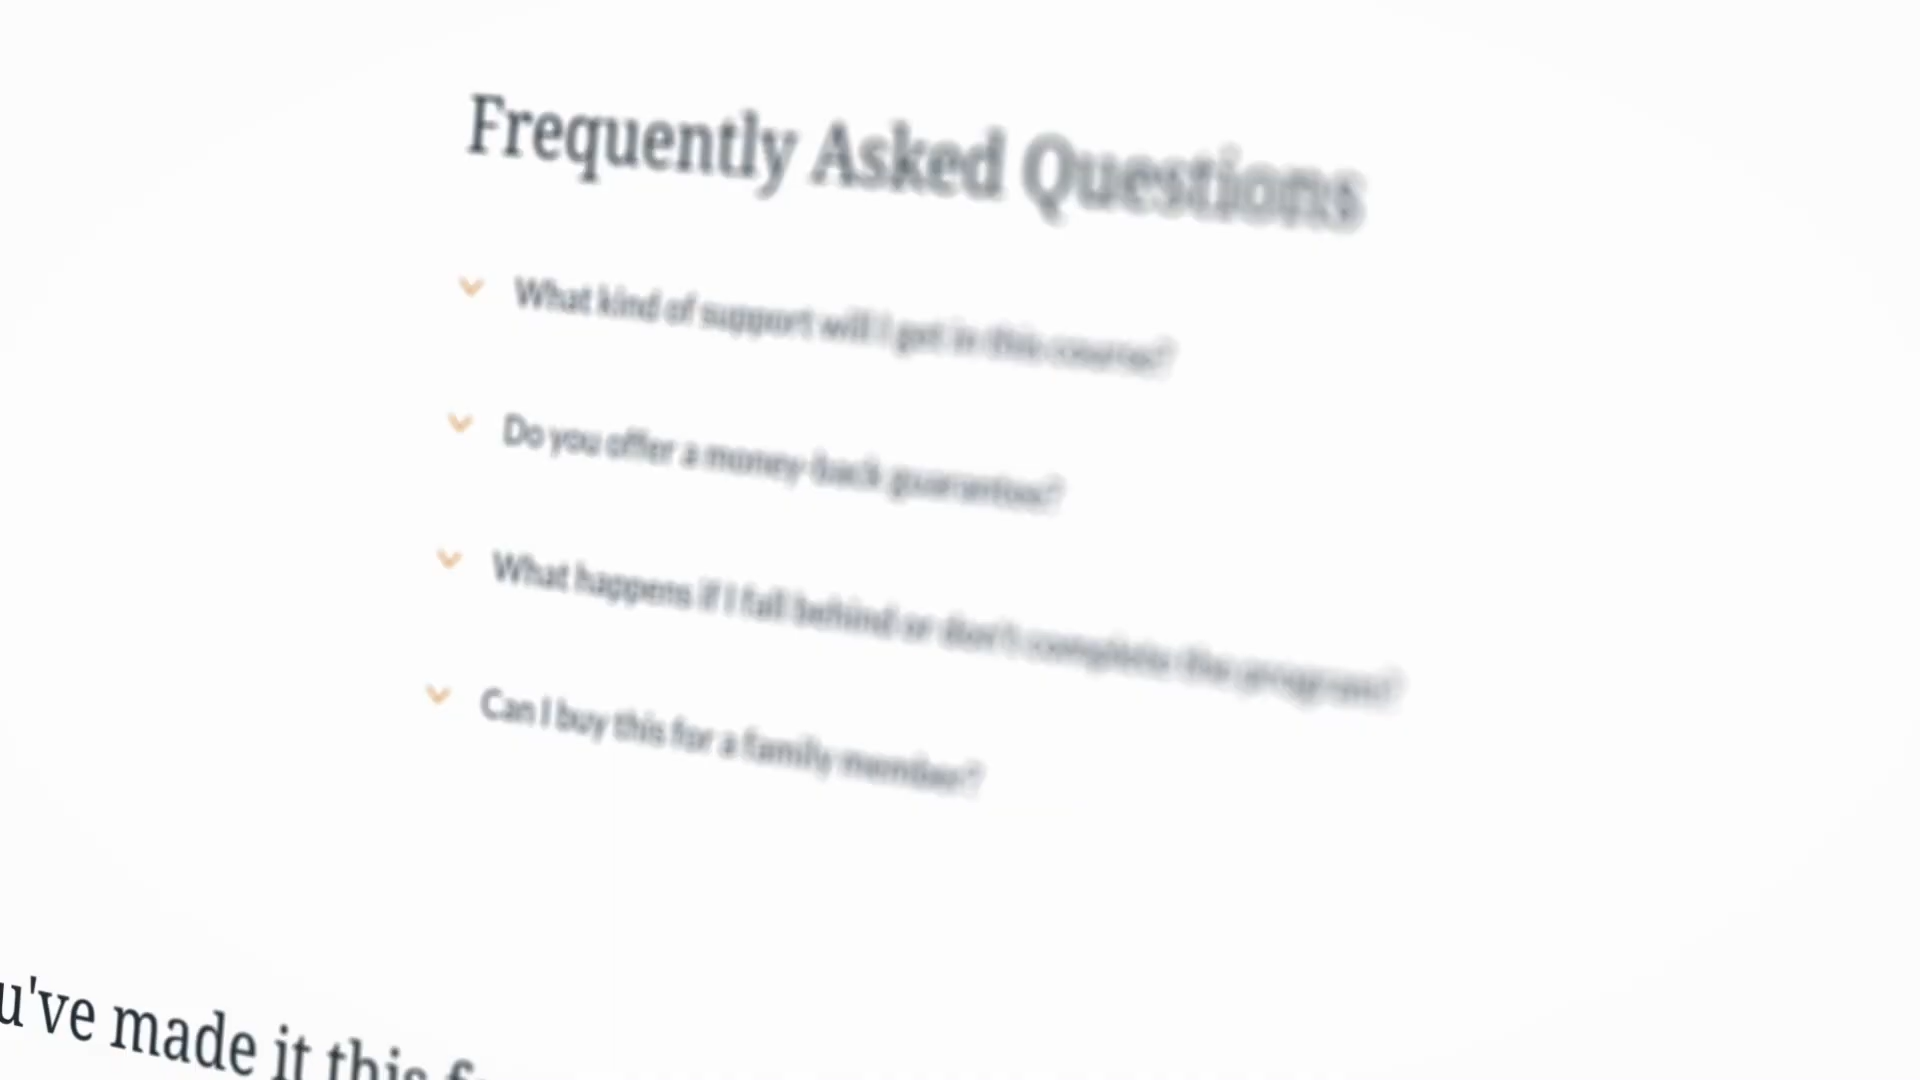 Frequently Asked Questions
What kind of support will I get in this course?
Do you offer a money-back guarantee?
What happens if I fall behind or don't complete the program?
Can I buy this for a family member?
u've made it this